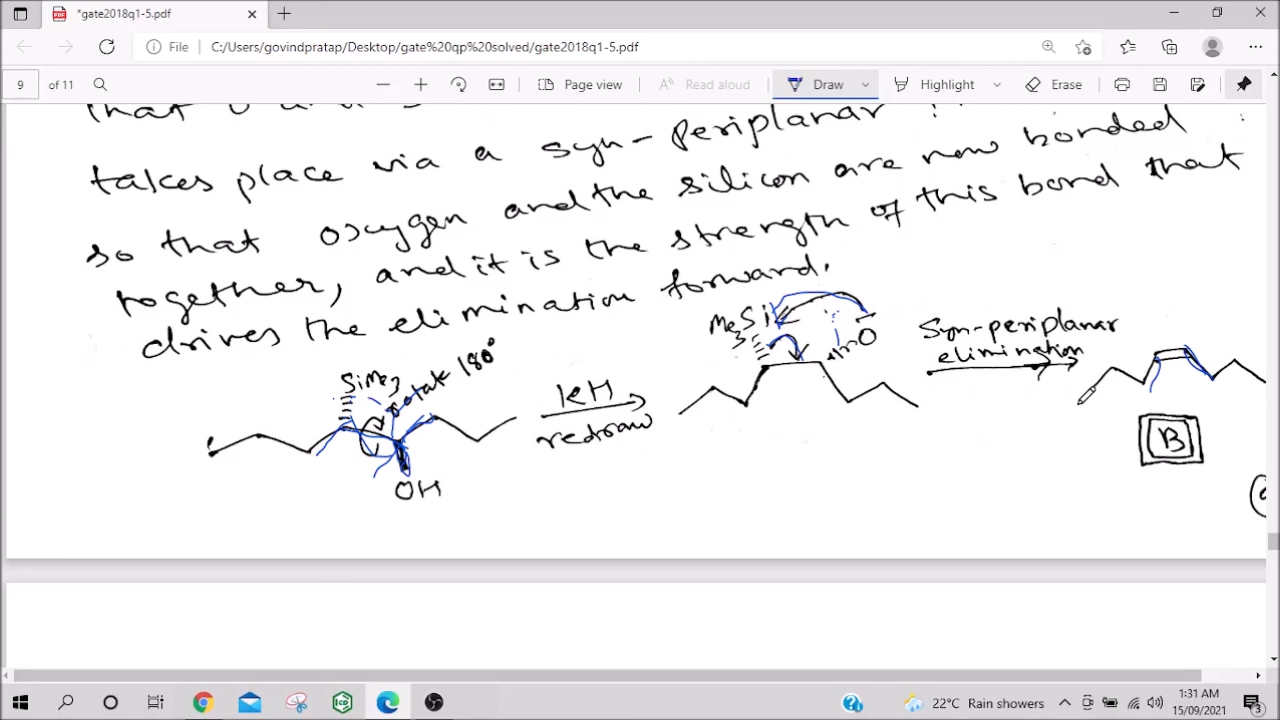 *gate2018q1-5.pdf
File C:/Users/govindpratap/Desktop/gate%20qp%20solved/gate2018q1-5.pdf
9 of 11 Page view Read aloud Draw Highlight Erase
that
takes place via a syn-Periplanar
so that oxygen and the silicon are now bonded
together, and it is the strength of this bond that
drives the elimination forward.
SiMe3 rotate 180°
OH
KH
redraw
Me3Si
O
Syn-periplanar
elimination
B
22°C Rain showers
1:31 AM
15/09/2021
3